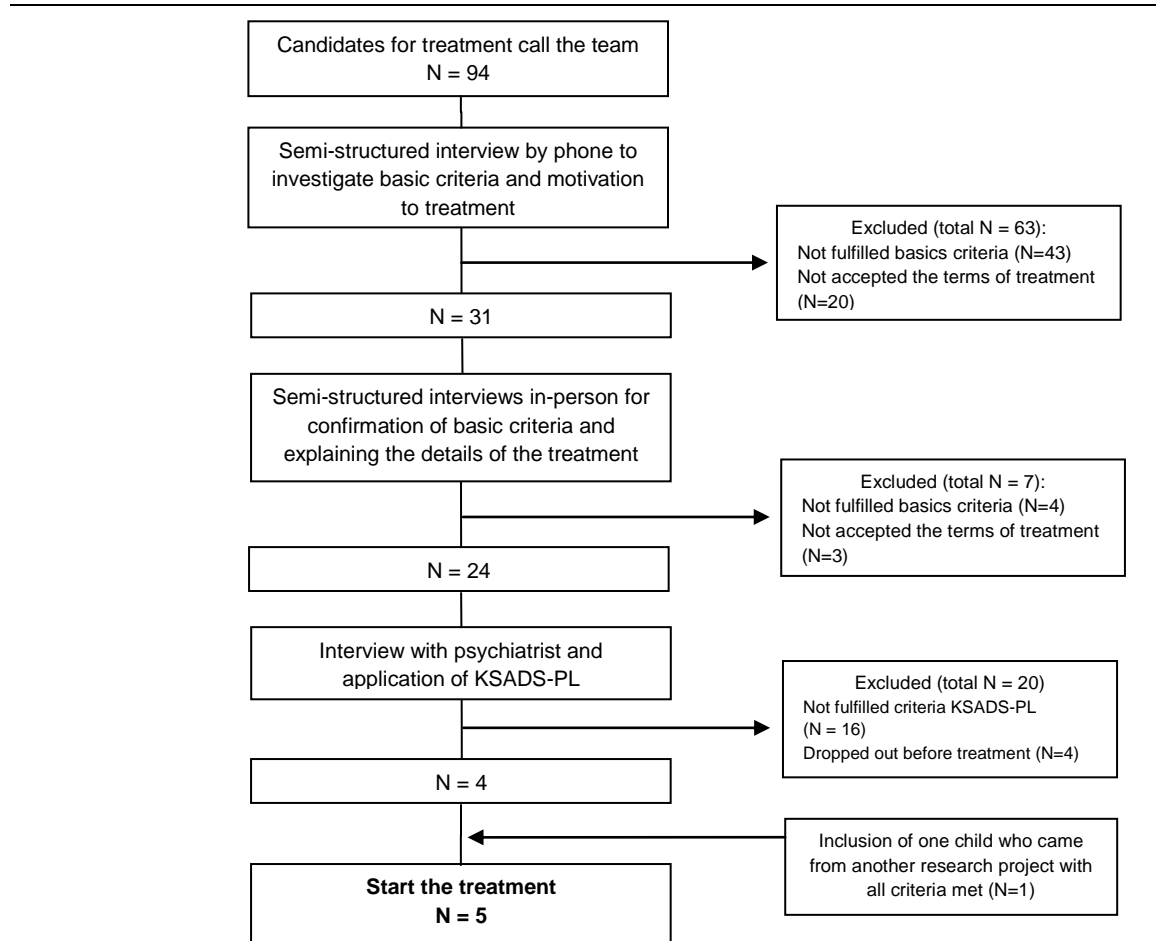 Candidates for treatment call the team
N = 94
Semi-structured interview by phone to
investigate basic criteria and motivation
to treatment
Excluded (total N = 63):
Not fulfilled basics criteria (N=43)
Not accepted the terms of treatment
(N=20)
N = 31
Semi-structured interviews in-person for
confirmation of basic criteria and
explaining the details of the treatment
Excluded (total N = 7):
Not fulfilled basics criteria (N=4)
Not accepted the terms of treatment
(N=3)
N = 24
Interview with psychiatrist and
application of KSADS-PL
Excluded (total N = 20)
Not fulfilled criteria KSADS-PL
(N = 16)
Dropped out before treatment (N=4)
N = 4
Inclusion of one child who came
from another research project with
all criteria met (N=1)
Start the treatment
N = 5